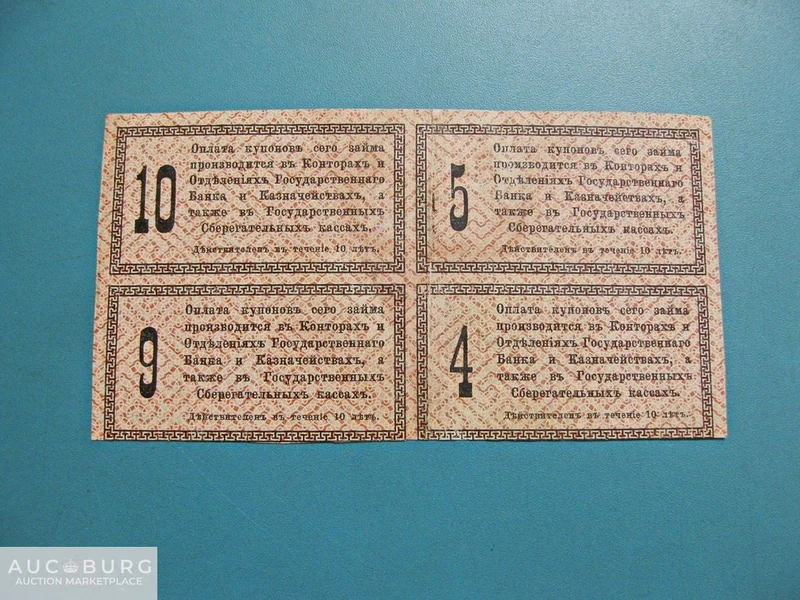 10
Оплата купоновъ сего займа
производится въ Конторахъ и
Отдѣленіяхъ Государственнаго
Банка и Казначействахъ, а
также въ Государственныхъ
Сберегательныхъ кассахъ.
Дѣйствителенъ въ теченіе 10 лѣтъ.
5
Оплата купоновъ сего займа
производится въ Конторахъ и
Отдѣленіяхъ Государственнаго
Банка и Казначействахъ, а
также въ Государственныхъ
Сберегательныхъ кассахъ.
Дѣйствителенъ въ теченіе 10 лѣтъ.
9
Оплата купоновъ сего займа
производится въ Конторахъ и
Отдѣленіяхъ Государственнаго
Банка и Казначействахъ, а
также въ Государственныхъ
Сберегательныхъ кассахъ.
Дѣйствителенъ въ теченіе 10 лѣтъ.
4
Оплата купоновъ сего займа
производится въ Конторахъ и
Отдѣленіяхъ Государственнаго
Банка и Казначействахъ, а
также въ Государственныхъ
Сберегательныхъ кассахъ.
Дѣйствителенъ въ теченіе 10 лѣтъ.
AUCBURG
AUCTION MARKETPLACE